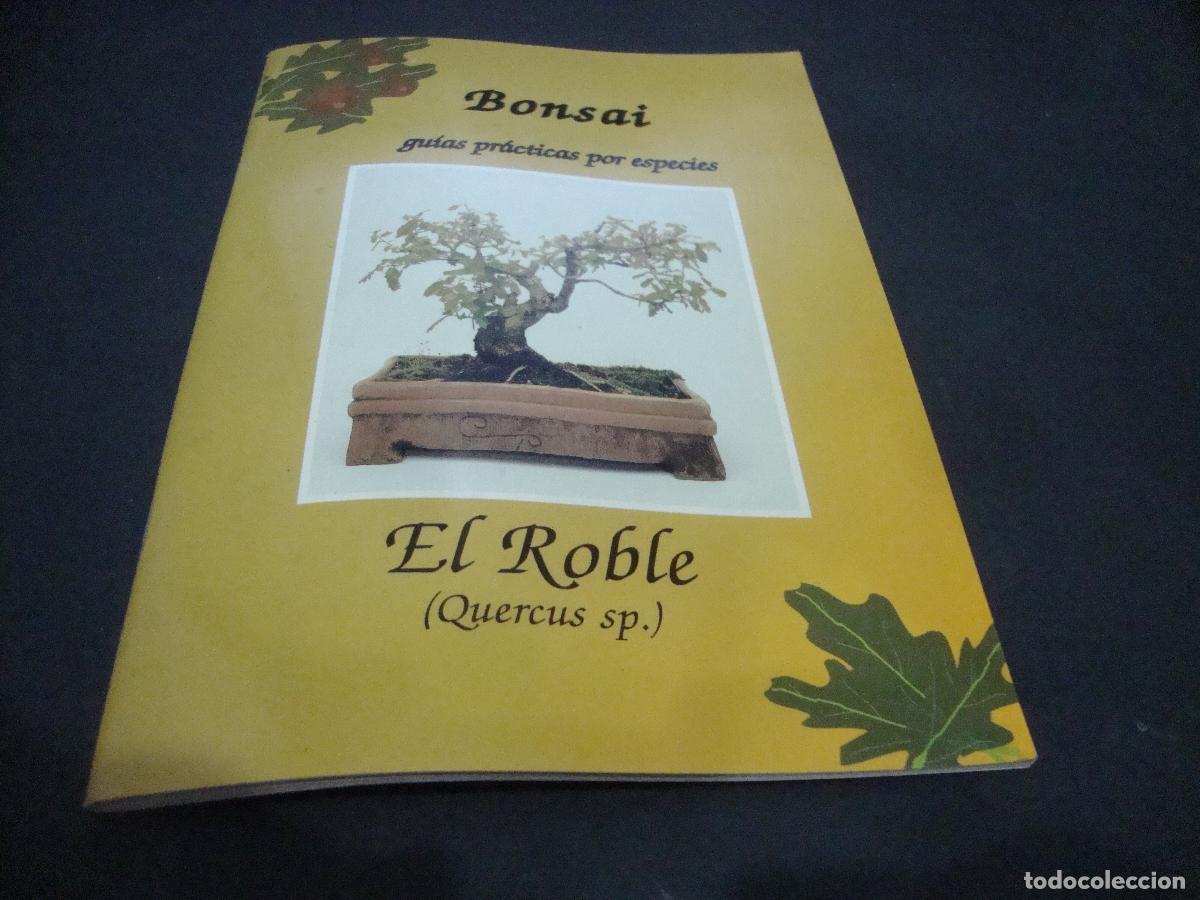 Bonsai
guías prácticas por especies
El Roble
(Quercus sp.)
todocoleccion